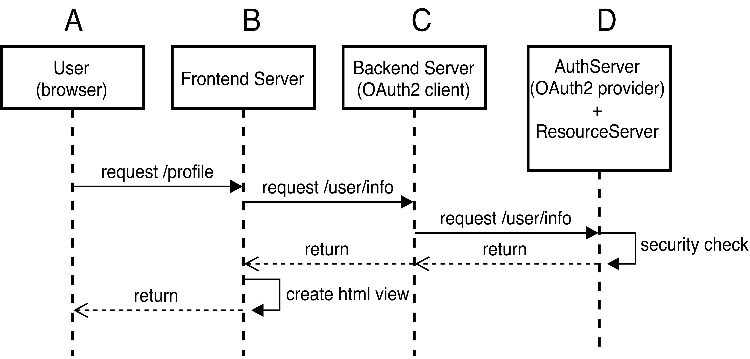 A
B
C
D
User
(browser)
Frontend Server
Backend Server
(OAuth2 client)
AuthServer
(OAuth2 provider)
+
ResourceServer
request /profile
request /user/info
request /user/info
security check
return
return
create html view
return